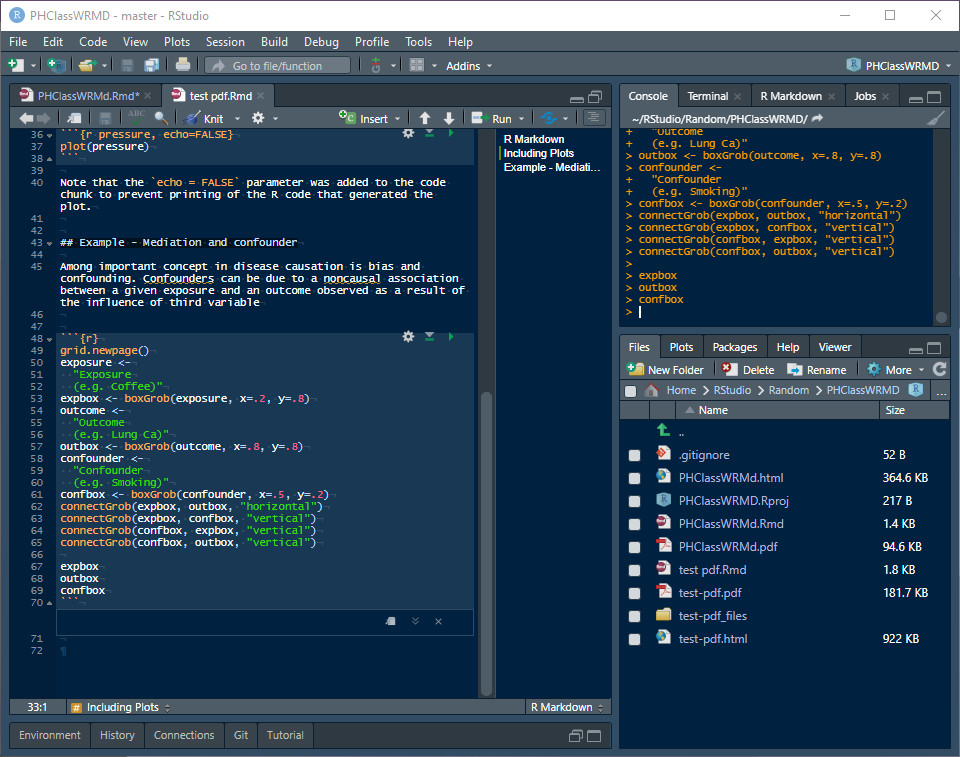 PHClassWRMD - master - RStudio
File Edit Code View Plots Session Build Debug Profile Tools Help
Go to file/function Addins PHClassWRMD
PHClassWRMd.Rmd* test pdf.Rmd
ABC Knit Insert Run
36 ```{r pressure, echo=FALSE}
37 plot(pressure)
38 ```
39
40 Note that the `echo = FALSE` parameter was added to the code
chunk to prevent printing of the R code that generated the
plot.
41
42
43 ## Example - Mediation and confounder
44
45 Among important concept in disease causation is bias and
confounding. Confounders can be due to a noncausal association
between a given exposure and an outcome observed as a result of
the influence of third variable
46
47
48 ```{r}
49 grid.newpage()
50 exposure <-
51 "Exposure
52 (e.g. Coffee)"
53 expbox <- boxGrob(exposure, x=.2, y=.8)
54 outcome <-
55 "Outcome
56 (e.g. Lung Ca)"
57 outbox <- boxGrob(outcome, x=.8, y=.8)
58 confounder <-
59 "Confounder
60 (e.g. Smoking)"
61 confbox <- boxGrob(confounder, x=.5, y=.2)
62 connectGrob(expbox, outbox, "horizontal")
63 connectGrob(expbox, confbox, "vertical")
64 connectGrob(confbox, expbox, "vertical")
65 connectGrob(confbox, outbox, "vertical")
66
67 expbox
68 outbox
69 confbox
70 ```
71
72 ¶
R Markdown
Including Plots
Example - Mediati...
33:1 # Including Plots R Markdown
Environment History Connections Git Tutorial
Console Terminal R Markdown Jobs
~/RStudio/Random/PHClassWRMD/
+ "Outcome
+ (e.g. Lung Ca)"
> outbox <- boxGrob(outcome, x=.8, y=.8)
> confounder <-
+ "Confounder
+ (e.g. Smoking)"
> confbox <- boxGrob(confounder, x=.5, y=.2)
> connectGrob(expbox, outbox, "horizontal")
> connectGrob(expbox, confbox, "vertical")
> connectGrob(confbox, expbox, "vertical")
> connectGrob(confbox, outbox, "vertical")
>
> expbox
> outbox
> confbox
>
Files Plots Packages Help Viewer
New Folder Delete Rename More
Home > RStudio > Random > PHClassWRMD R ...
Name Size
..
.gitignore 52 B
PHClassWRMd.html 364.6 KB
PHClassWRMD.Rproj 217 B
PHClassWRMd.Rmd 1.4 KB
PHClassWRMd.pdf 94.6 KB
test pdf.Rmd 1.8 KB
test-pdf.pdf 181.7 KB
test-pdf_files
test-pdf.html 922 KB